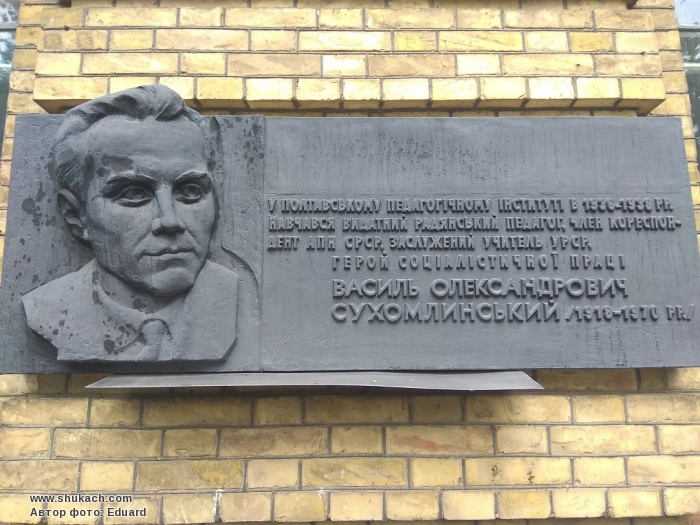 У ПОЛТАВСЬКОМУ ПЕДАГОГІЧНОМУ ІНСТИТУТІ В 1936-1938 РР.
НАВЧАВСЯ ВИДАТНИЙ РАДЯНСЬКИЙ ПЕДАГОГ, ЧЛЕН КОРЕСПОН-
ДЕНТ АПН СРСР, ЗАСЛУЖЕНИЙ УЧИТЕЛЬ УРСР,
ГЕРОЙ СОЦІАЛІСТИЧНОЇ ПРАЦІ
ВАСИЛЬ ОЛЕКСАНДРОВИЧ
СУХОМЛИНСЬКИЙ /1918-1970 РР./
www.shukach.com
Автор фото: Eduard